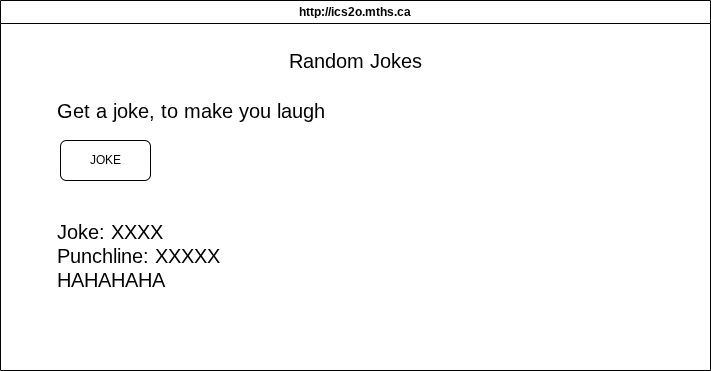 http://ics2o.mths.ca
Random Jokes
Get a joke, to make you laugh
JOKE
Joke: XXXX
Punchline: XXXXX
HAHAHAHA